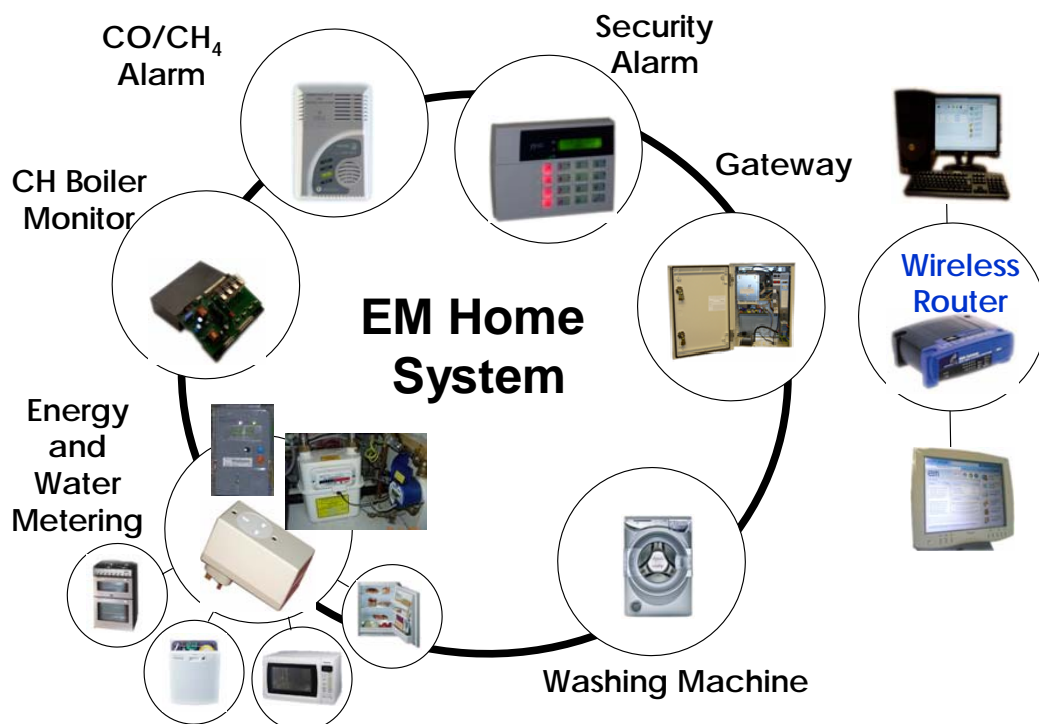 CO/CH₄
Alarm
Security
Alarm
CH Boiler
Monitor
Gateway
Wireless
Router
EM Home
System
Energy
and
Water
Metering
Washing Machine